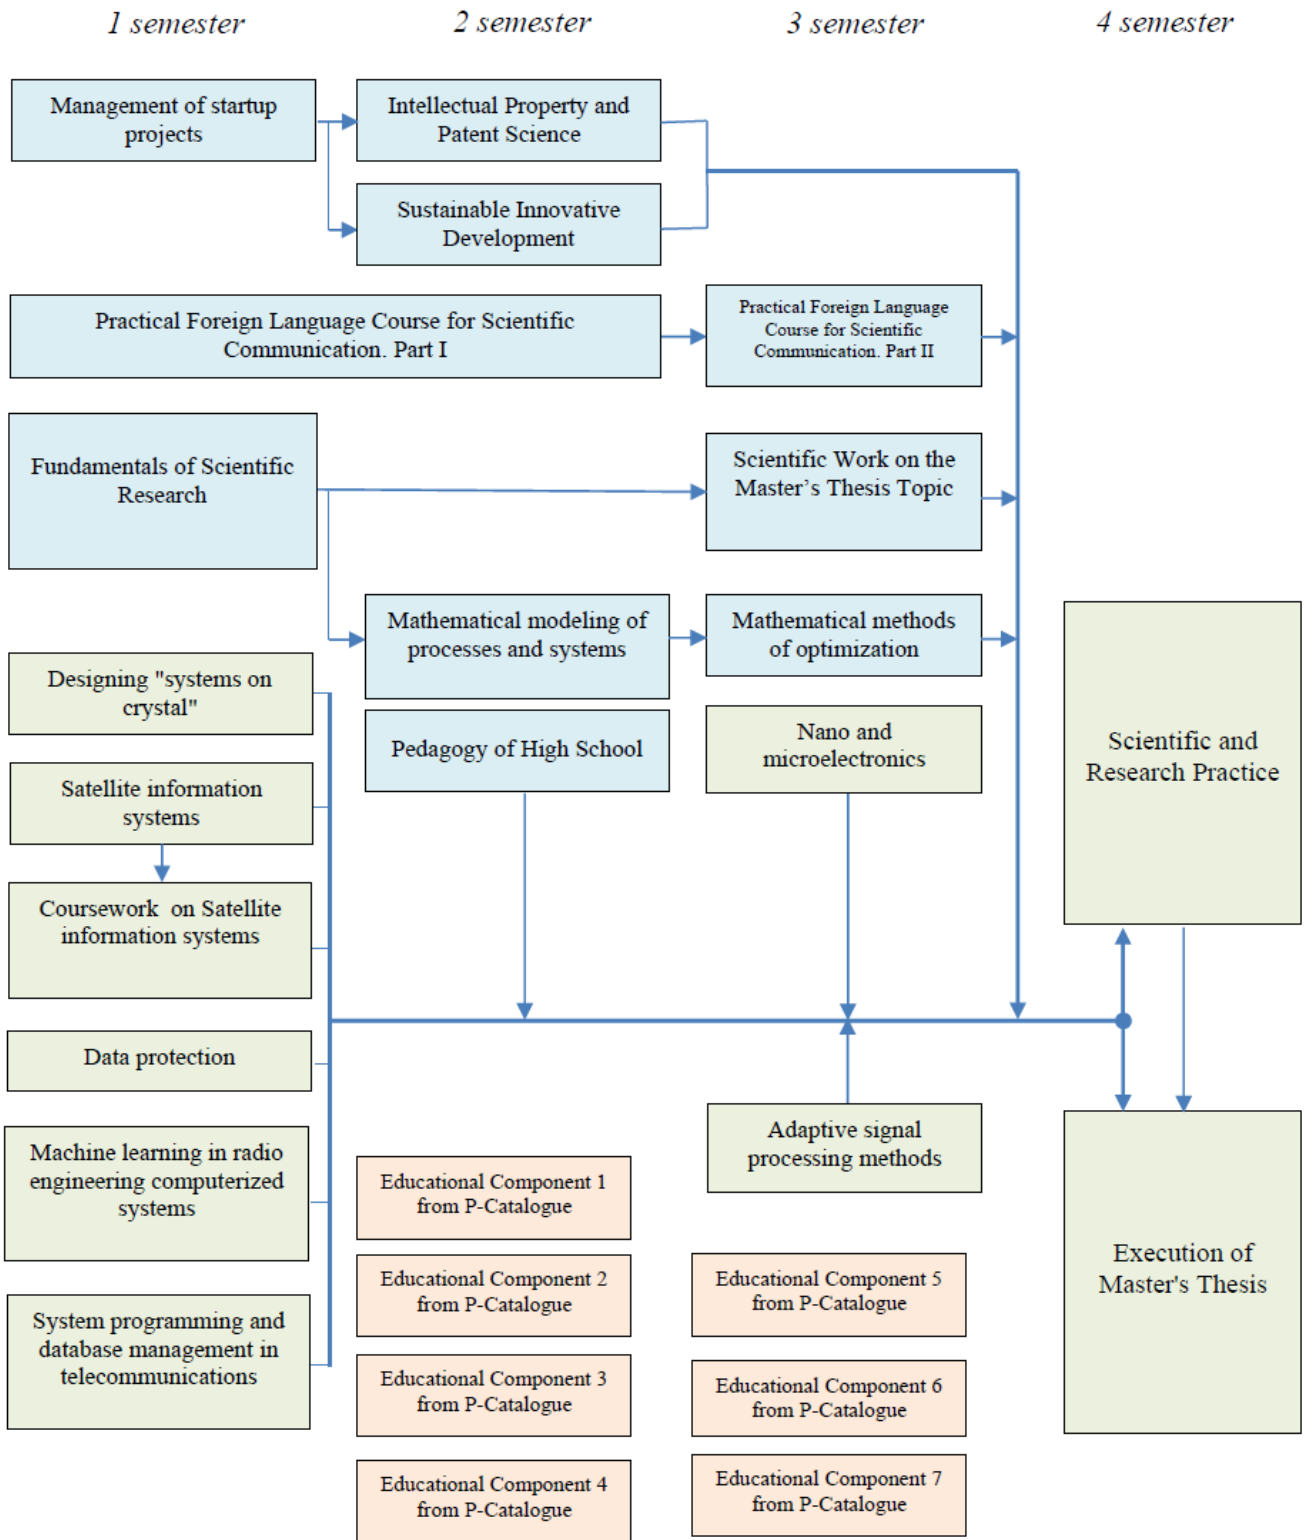 1 semester
2 semester
3 semester
4 semester
Management of startup
projects
Intellectual Property and
Patent Science
Sustainable Innovative
Development
Practical Foreign Language Course for Scientific
Communication. Part I
Practical Foreign Language
Course for Scientific
Communication. Part II
Fundamentals of Scientific
Research
Scientific Work on the
Master’s Thesis Topic
Mathematical modeling of
processes and systems
Mathematical methods
of optimization
Designing "systems on
crystal"
Pedagogy of High School
Nano and
microelectronics
Scientific and
Research Practice
Satellite information
systems
Coursework on Satellite
information systems
Data protection
Machine learning in radio
engineering computerized
systems
Adaptive signal
processing methods
System programming and
database management in
telecommunications
Educational Component 1
from P-Catalogue
Educational Component 2
from P-Catalogue
Educational Component 3
from P-Catalogue
Educational Component 4
from P-Catalogue
Educational Component 5
from P-Catalogue
Educational Component 6
from P-Catalogue
Educational Component 7
from P-Catalogue
Execution of
Master's Thesis